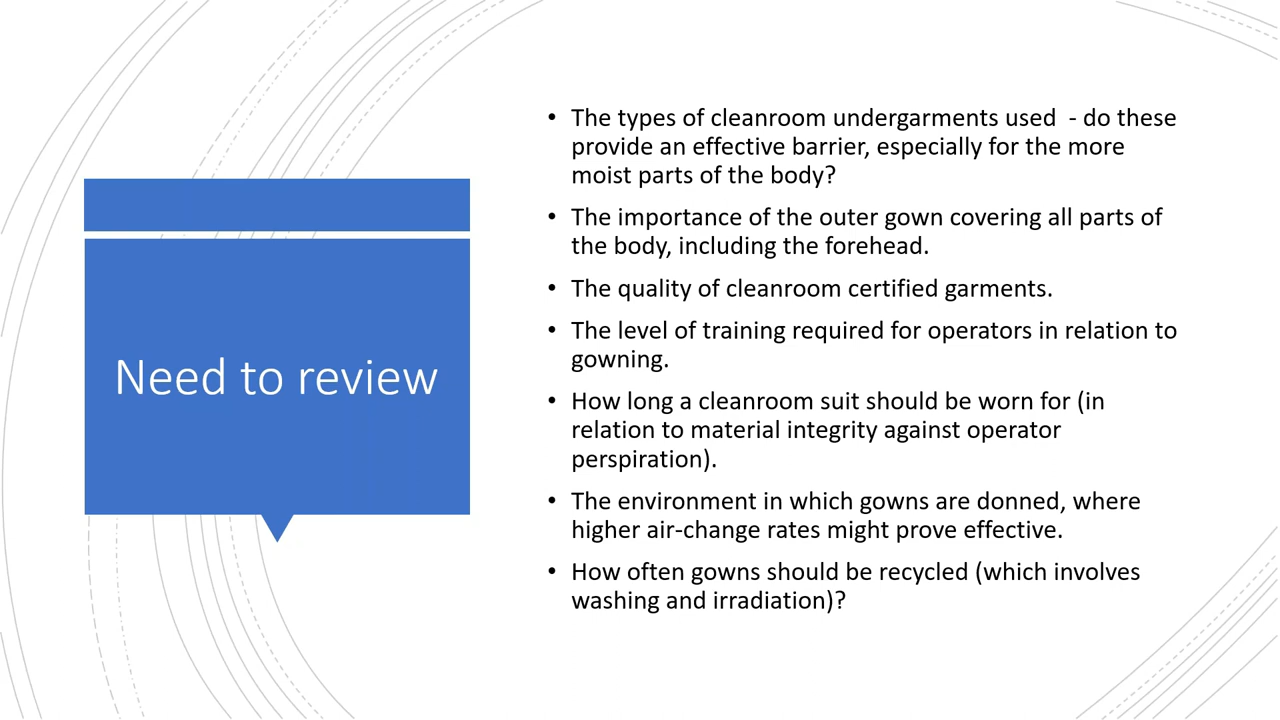 Need to review
• The types of cleanroom undergarments used  - do these
provide an effective barrier, especially for the more
moist parts of the body?
• The importance of the outer gown covering all parts of
the body, including the forehead.
• The quality of cleanroom certified garments.
• The level of training required for operators in relation to
gowning.
• How long a cleanroom suit should be worn for (in
relation to material integrity against operator
perspiration).
• The environment in which gowns are donned, where
higher air-change rates might prove effective.
• How often gowns should be recycled (which involves
washing and irradiation)?